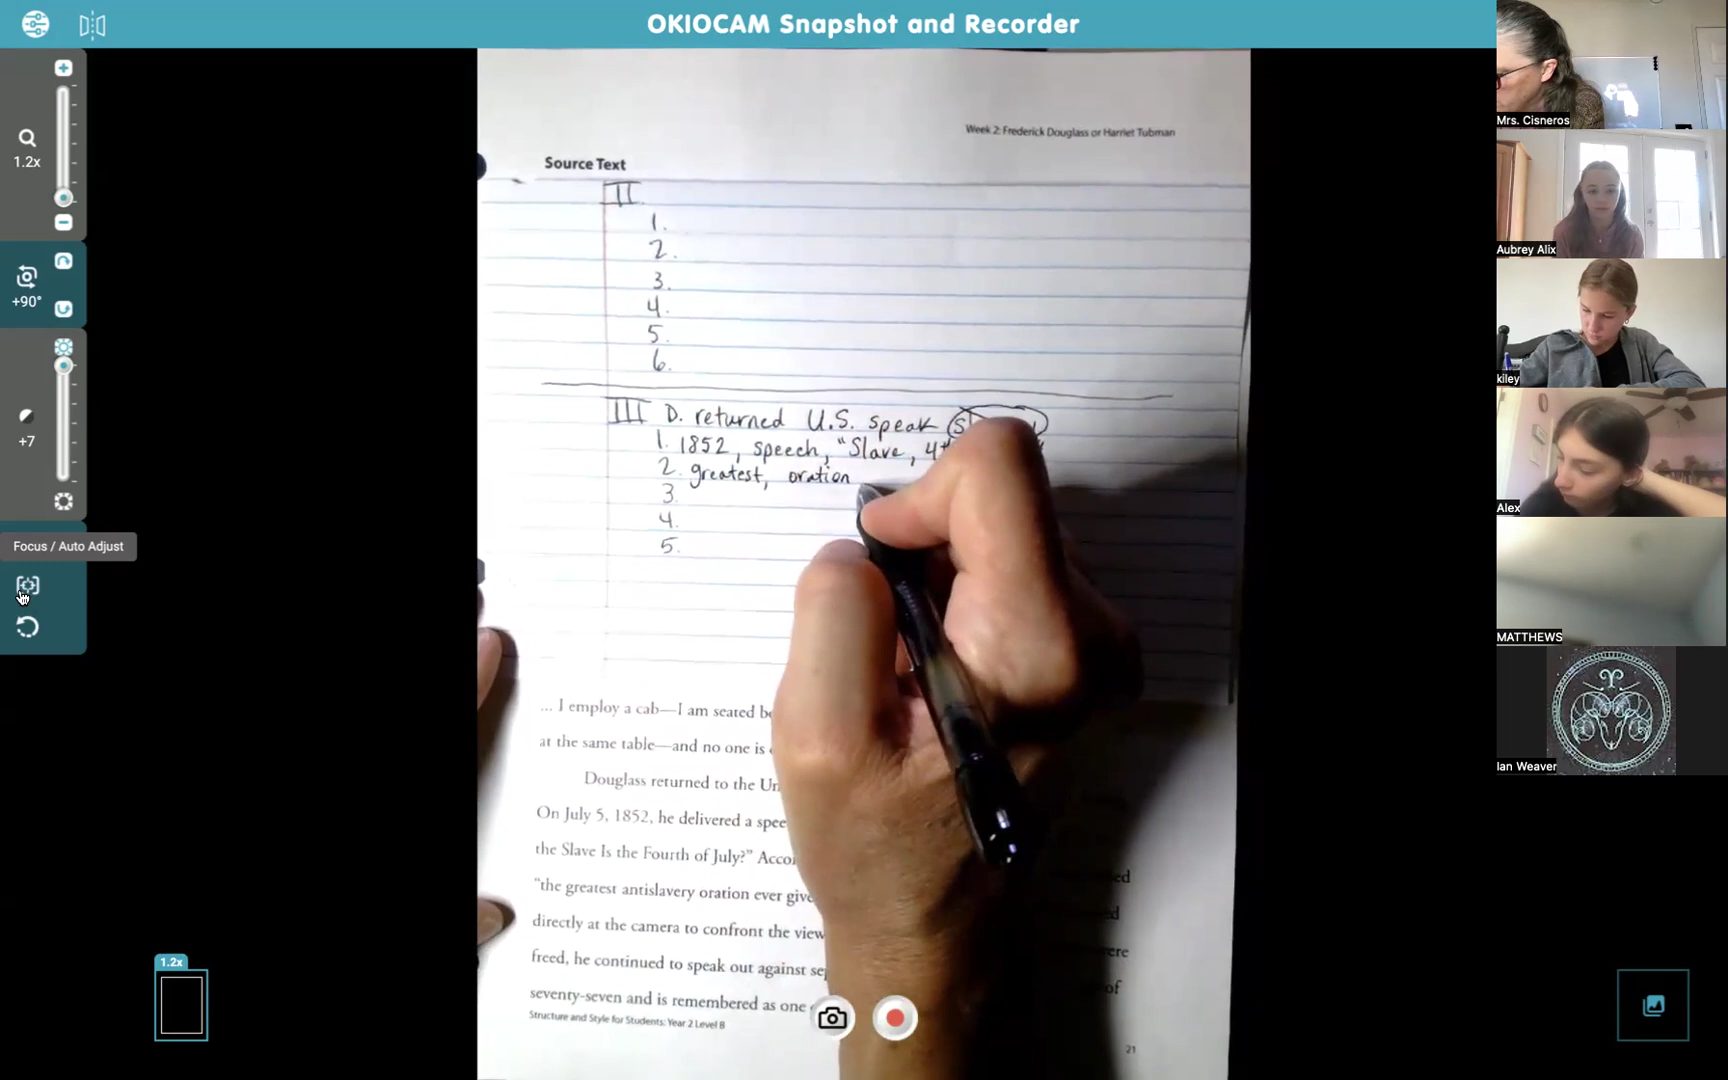 OKIOCAM Snapshot and Recorder
1.2x
+90°
+7
Focus / Auto Adjust
1.2x
Week 2: Frederick Douglass or Harriet Tubman
Source Text
II
1.
2.
3.
4.
5.
6.
III D. returned U.S. speak
1. 1852, speech, "Slave, 4th
2. greatest, oration
3.
4.
5.
... I employ a cab—I am seated
at the same table—and no one is
Douglass returned to the
On July 5, 1852, he delivered a
the Slave Is the Fourth of July?"
"the greatest antislavery oration ever
directly at the camera to confront the
freed, he continued to speak out against
seventy-seven and is remembered as one
of
Structure and Style for Students: Year 2 Level B
21
Mrs. Cisneros
Aubrey Alix
kiley
Alex
MATTHEWS
Ian Weaver